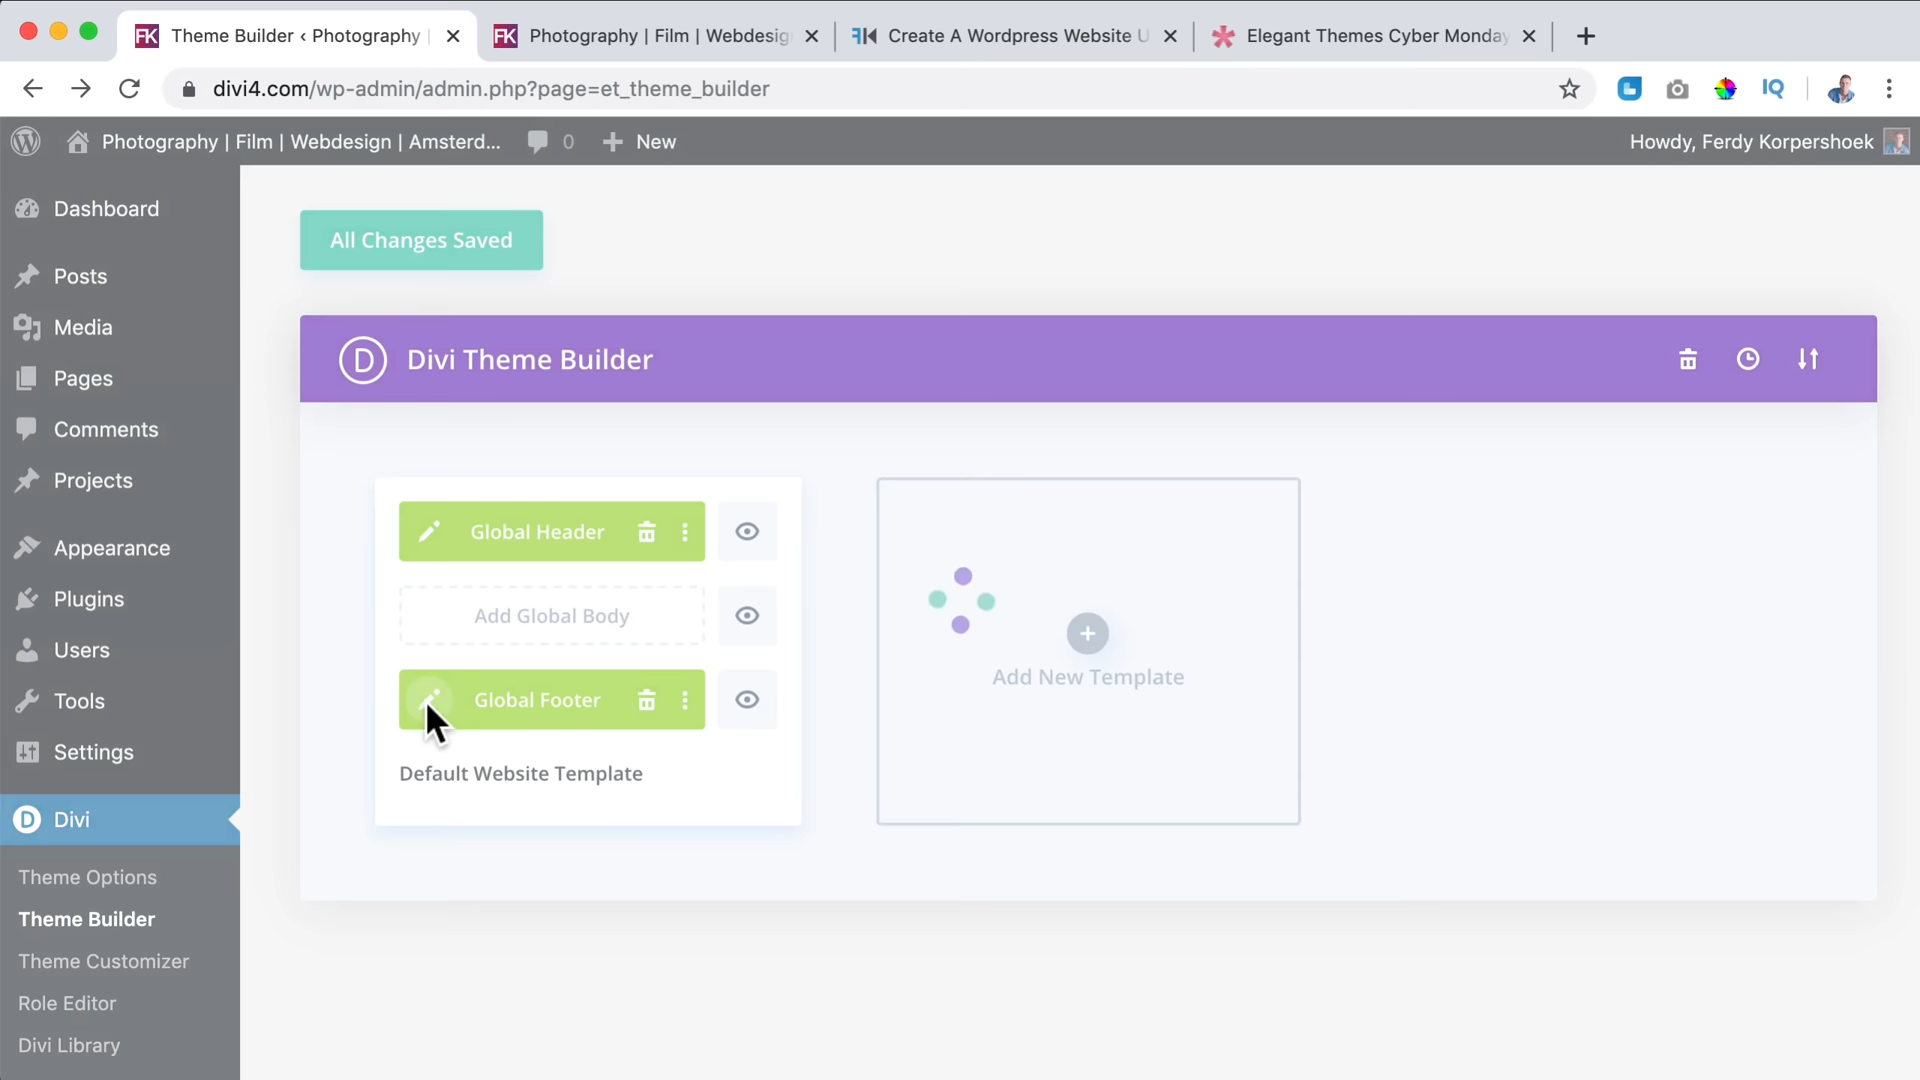 Theme Builder ‹ Photography
Photography | Film | Webdesig
Create A Wordpress Website U
Elegant Themes Cyber Monday
divi4.com/wp-admin/admin.php?page=et_theme_builder
Photography | Film | Webdesign | Amsterd...
0
New
Howdy, Ferdy Korpershoek
Dashboard
Posts
Media
Pages
Comments
Projects
Appearance
Plugins
Users
Tools
Settings
Divi
Theme Options
Theme Builder
Theme Customizer
Role Editor
Divi Library
All Changes Saved
D Divi Theme Builder
Global Header
Add Global Body
Global Footer
Default Website Template
Add New Template